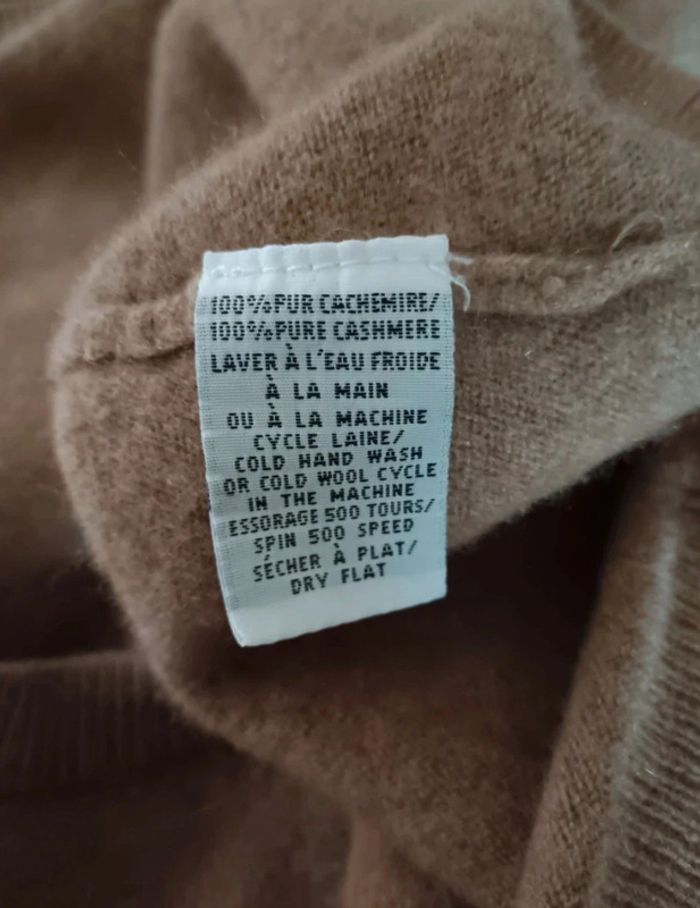 100%PUR CACHEMIRE/
100%PURE CASHMERE
LAVER À L'EAU FROIDE
À LA MAIN
OU À LA MACHINE
CYCLE LAINE/
COLD HAND WASH
OR COLD WOOL CYCLE
IN THE MACHINE
ESSORAGE 500 TOURS/
SPIN 500 SPEED
SÉCHER À PLAT/
DRY FLAT